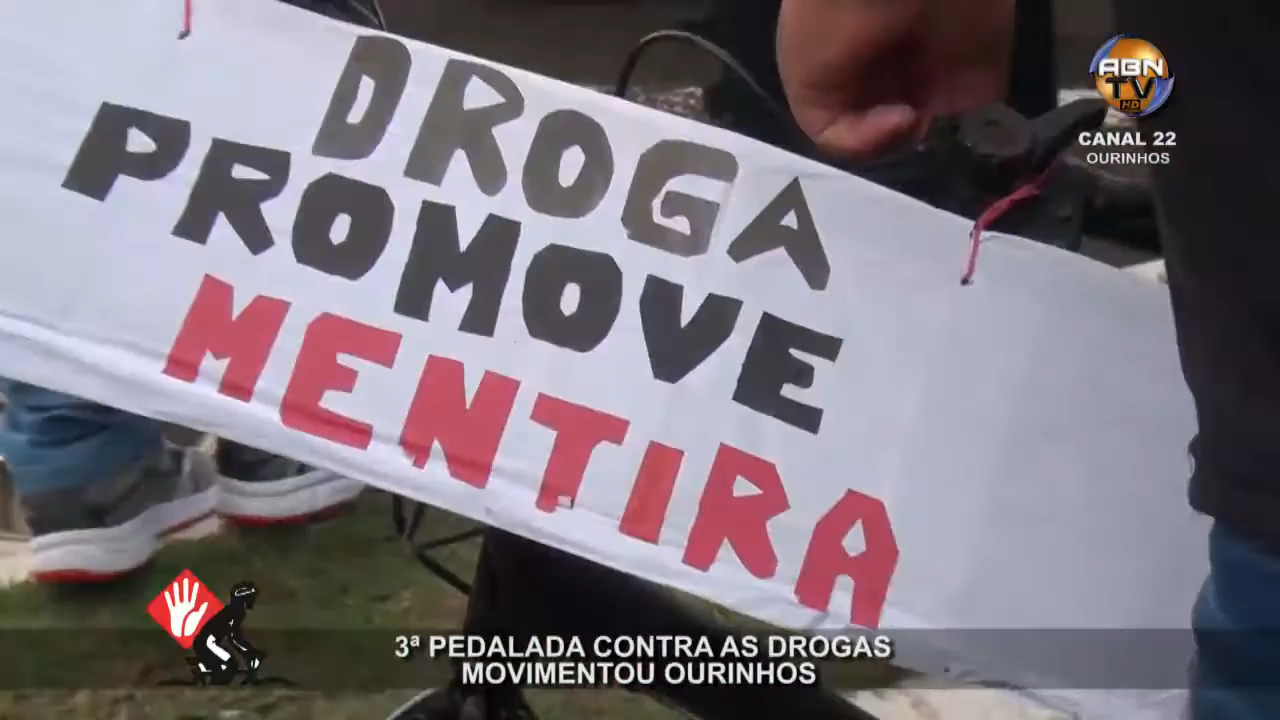 ABN
TV
HD
CANAL 22
OURINHOS
DROGA
PROMOVE
MENTIRA
3ª PEDALADA CONTRA AS DROGAS
MOVIMENTOU OURINHOS